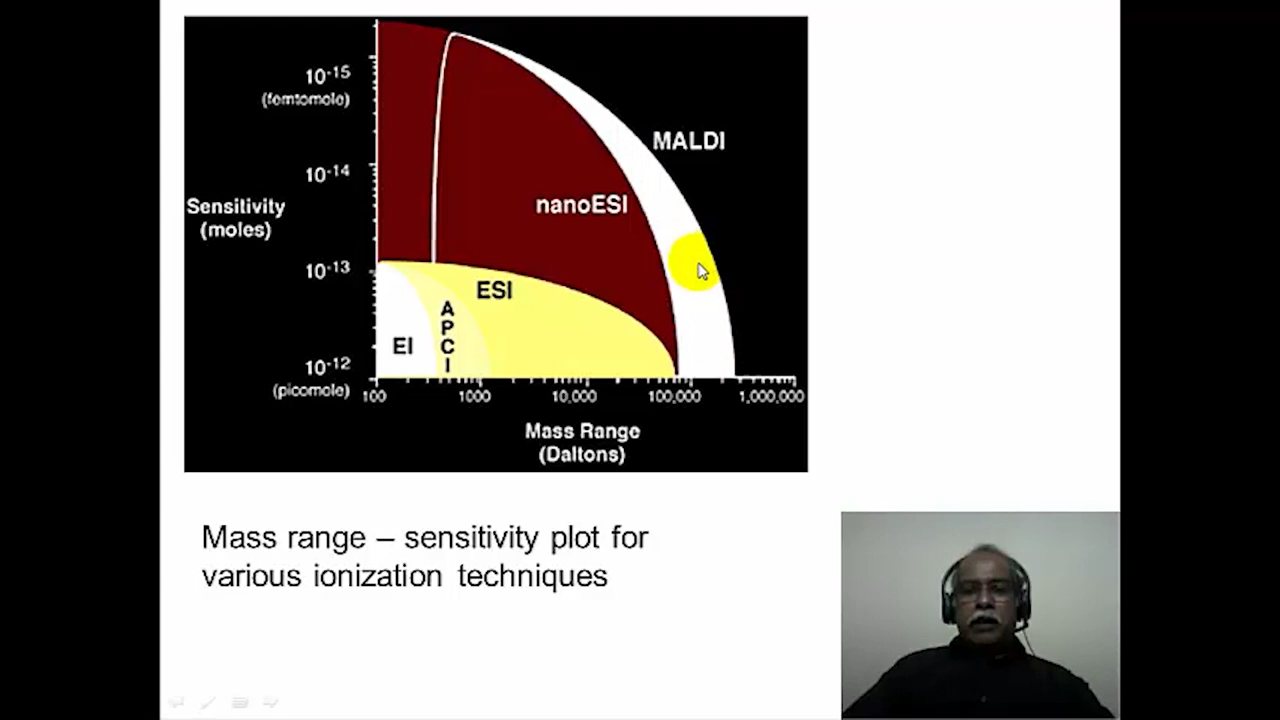 10-15
(femtomole)
MALDI
10-14
Sensitivity
(moles)
nanoESI
10-13
ESI
A
P
C
I
EI
10-12
(picomole)
100
1000
10,000
100,000
1,000,000
Mass Range
(Daltons)
Mass range – sensitivity plot for
various ionization techniques